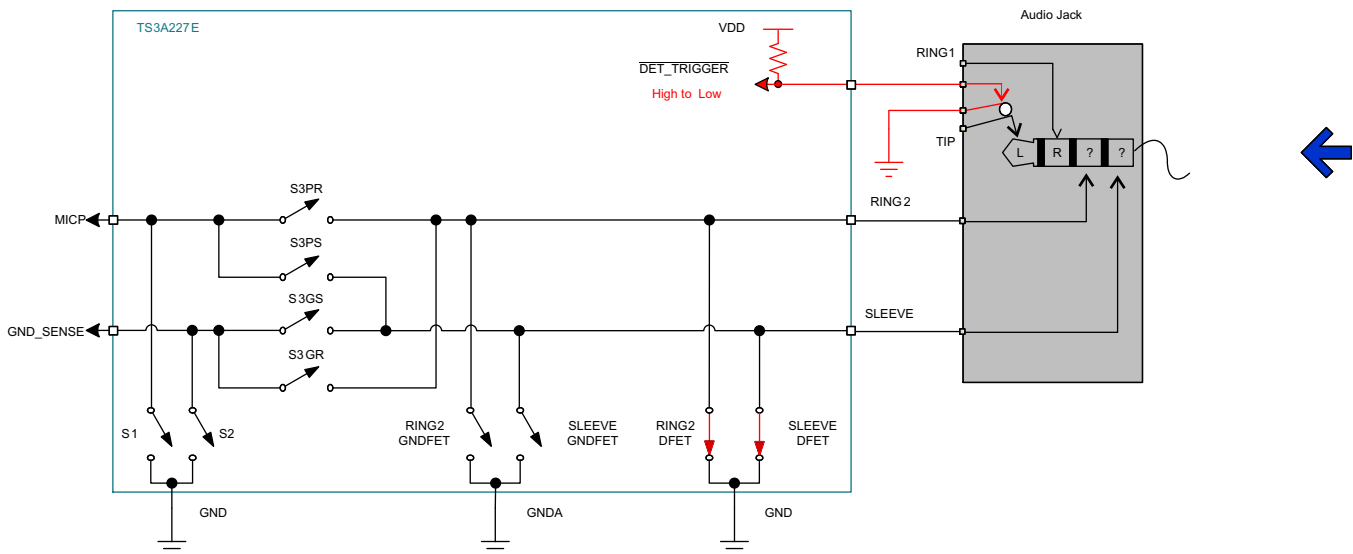 Audio Jack
TS3A227E
VDD
RING1
DET_TRIGGER
High to Low
TIP
L R ? ?
S3PR
RING2
MICP
S3PS
S3GS
SLEEVE
GND_SENSE
S3GR
S1
S2
RING2
GNDFET
SLEEVE
GNDFET
RING2
DFET
SLEEVE
DFET
GND
GNDA
GND